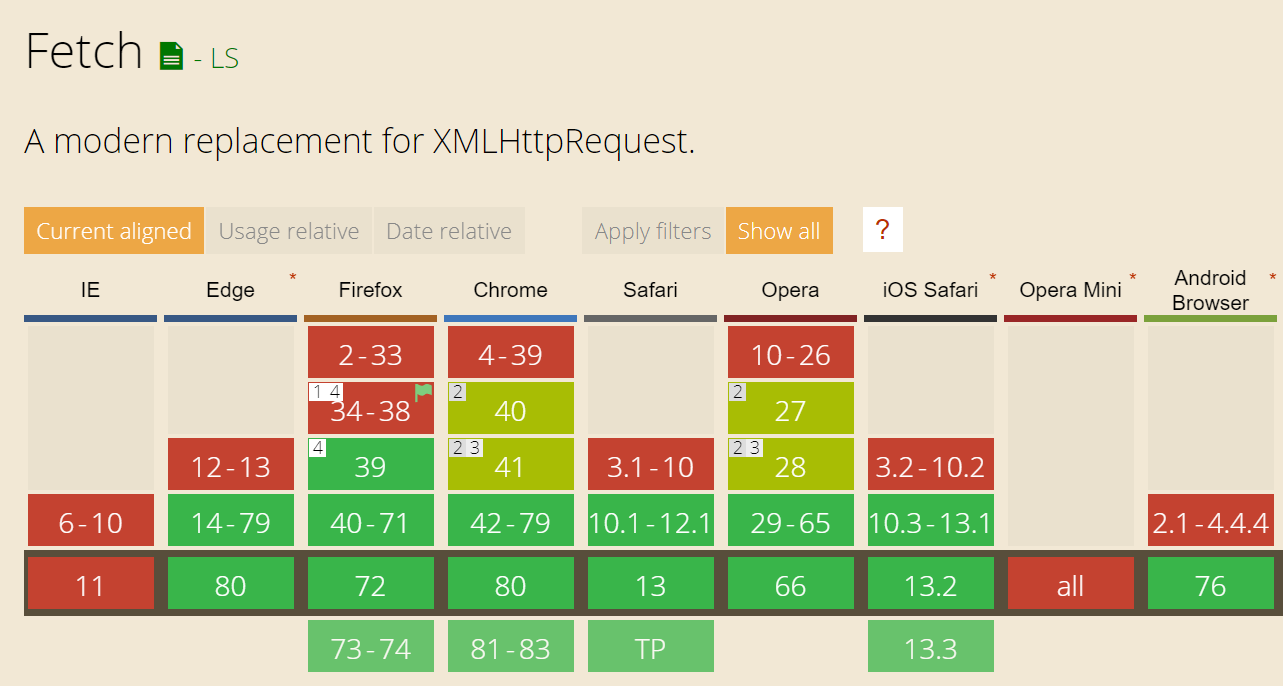 Fetch - LS
A modern replacement for XMLHttpRequest.
Current aligned Usage relative Date relative Apply filters Show all ?
IE Edge * Firefox Chrome Safari Opera iOS Safari * Opera Mini * Android Browser *
2-33 4-39 10-26
1 4 34-38 2 40 2 27
12-13 4 39 2 3 41 3.1-10 2 3 28 3.2-10.2
6-10 14-79 40-71 42-79 10.1-12.1 29-65 10.3-13.1 2.1-4.4.4
11 80 72 80 13 66 13.2 all 76
73-74 81-83 TP 13.3